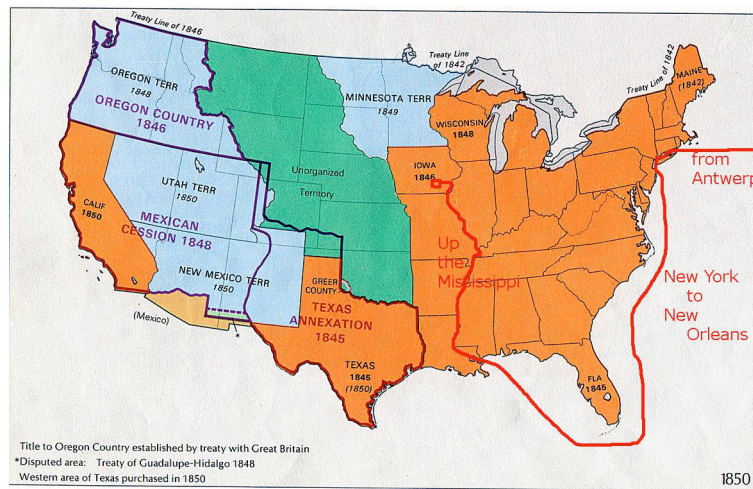 Treaty Line of 1846
Treaty Line
of 1842
Treaty Line of 1842
MAINE
(1842)
OREGON TERR
1848
OREGON COUNTRY
1846
MINNESOTA TERR
1849
WISCONSIN
1848
from
Antwerp
IOWA
1846
Unorganized
Territory
UTAH TERR
1850
CALIF
1850
MEXICAN
CESSION 1848
Up
the
Mississippi
NEW MEXICO TERR
1850
GREER
COUNTY
New York
to
New
Orleans
(Mexico)
*
TEXAS
ANNEXATION
1845
TEXAS
1845
(1850)
FLA
1845
Title to Oregon Country established by treaty with Great Britain
*Disputed area: Treaty of Guadalupe-Hidalgo 1848
Western area of Texas purchased in 1850
1850